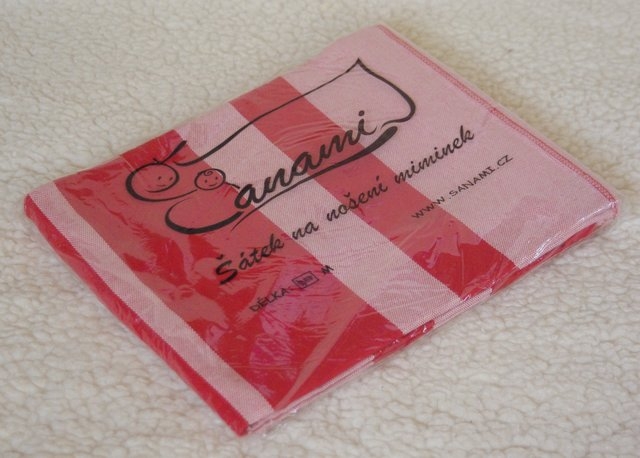 Sanami
Šátek na nošení miminek
WWW.SANAMI.CZ
DÉLKA M